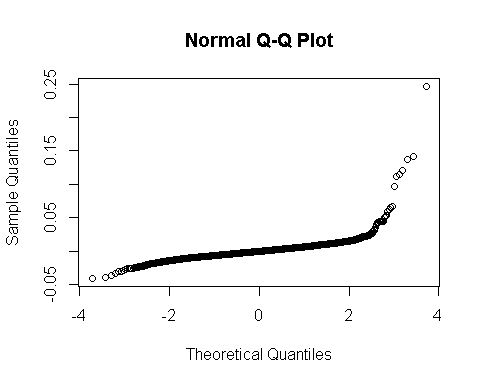 Normal Q-Q Plot
Sample Quantiles
0.25
0.15
0.05
-0.05
-4 -2 0 2 4
Theoretical Quantiles